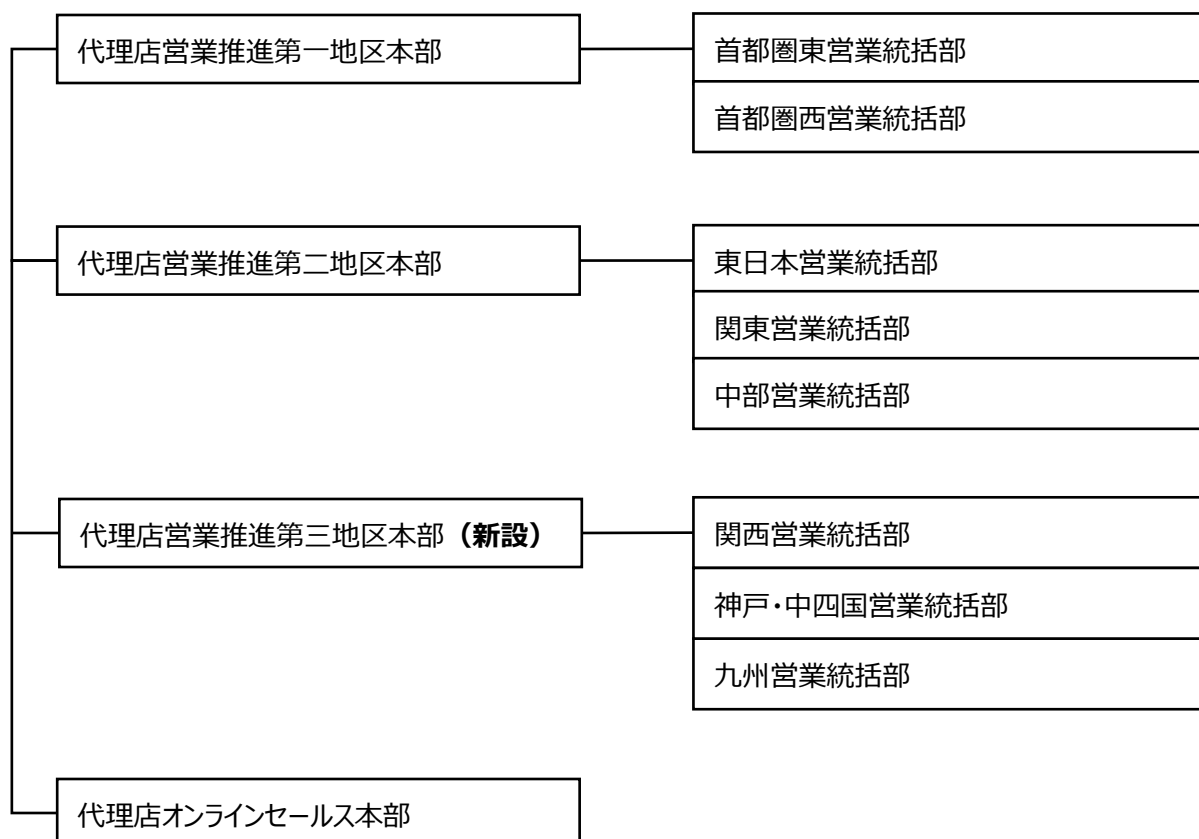 代理店営業推進第一地区本部
首都圏東営業統括部
首都圏西営業統括部
代理店営業推進第二地区本部
東日本営業統括部
関東営業統括部
中部営業統括部
代理店営業推進第三地区本部（新設）
関西営業統括部
神戸・中四国営業統括部
九州営業統括部
代理店オンラインセールス本部